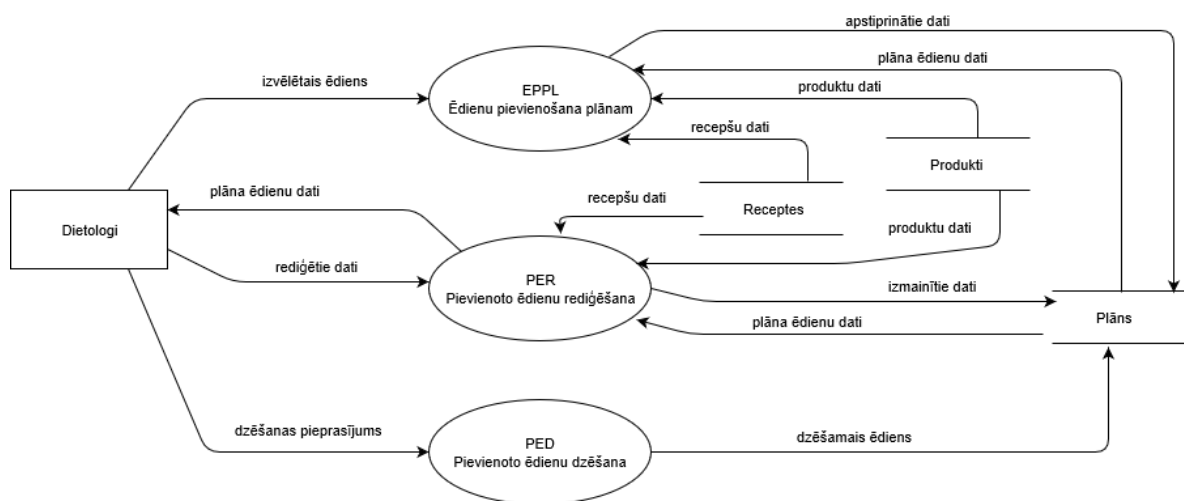 apstiprinātie dati
plāna ēdienu dati
izvēlētais ēdiens
EPPL
Ēdienu pievienošana plānam
produktu dati
recepšu dati
Produkti
plāna ēdienu dati
Receptes
recepšu dati
Dietologi
produktu dati
rediģētie dati
PER
Pievienoto ēdienu rediģēšana
izmainītie dati
Plāns
plāna ēdienu dati
dzēšanas pieprasījums
PED
Pievienoto ēdienu dzēšana
dzēšamais ēdiens